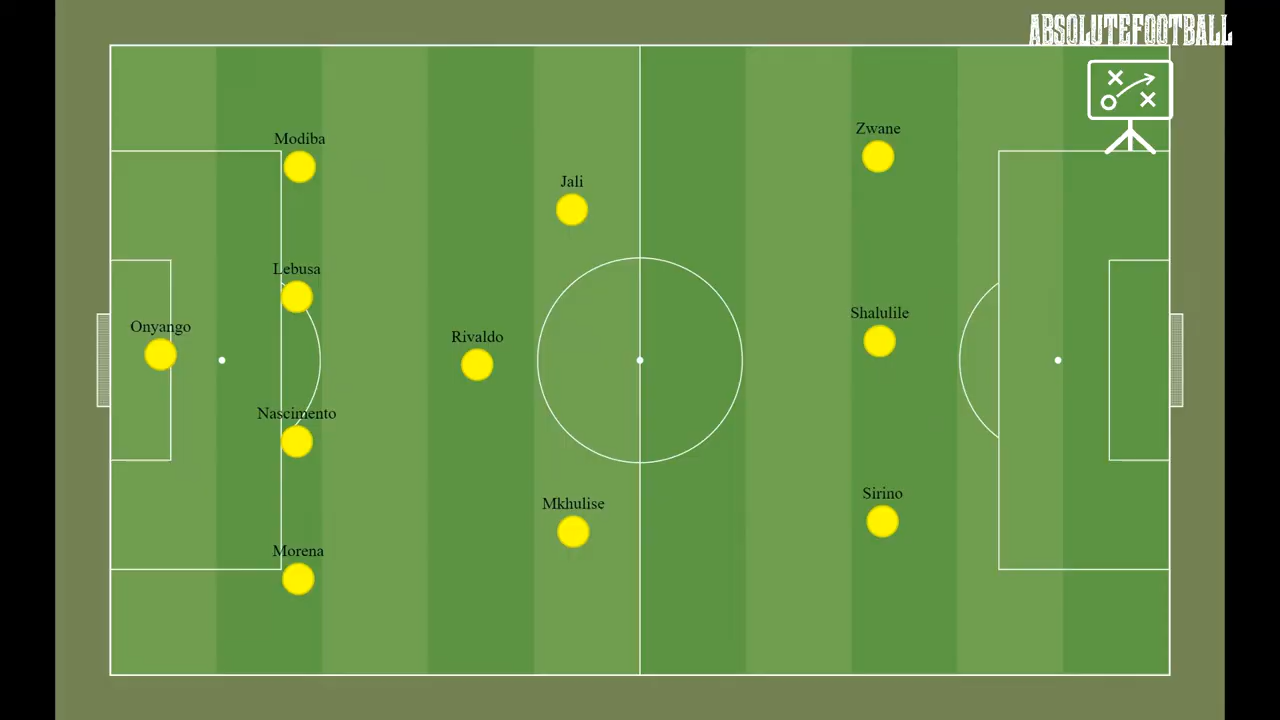 ABSOLUTEFOOTBALL
Zwane
Modiba
Jali
Lebusa
Shalulile
Onyango
Rivaldo
Nascimento
Sirino
Mkhulise
Morena